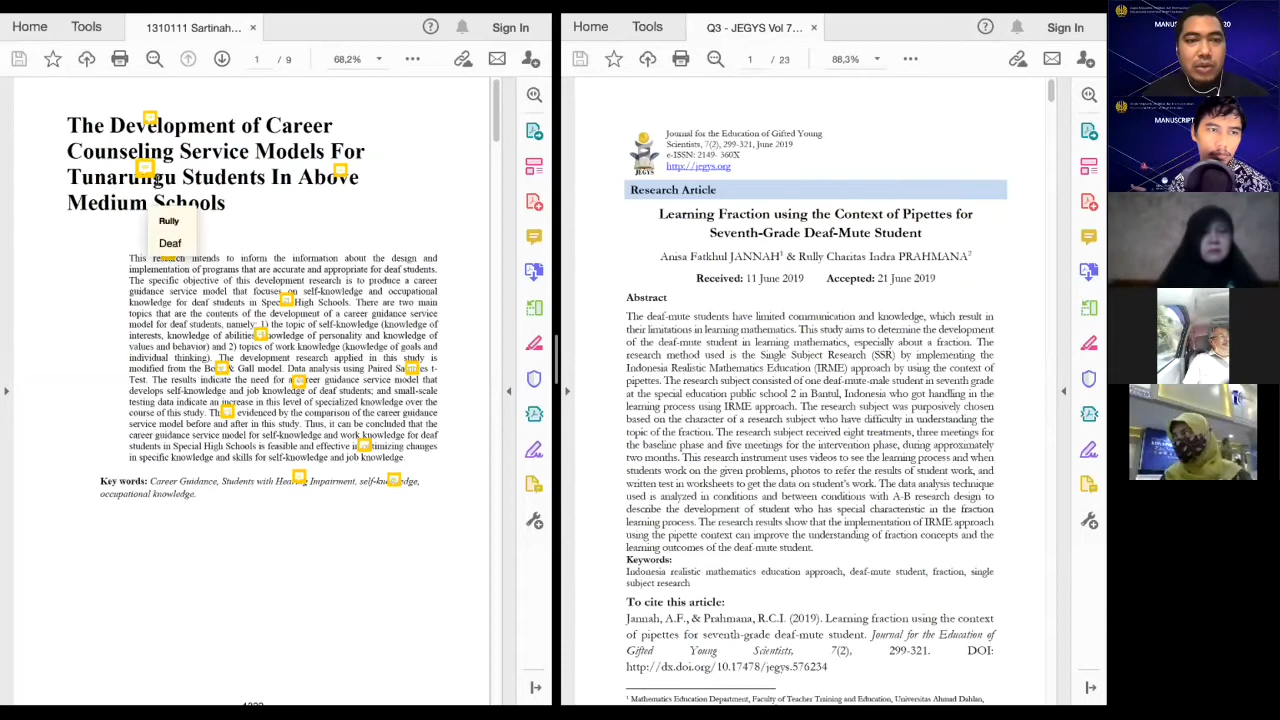 Home
Tools
1310111 Sartinah...
×
Sign In
1 / 9
68,2%
The Development of Career
Counseling Service Models For
Tunarungu Students In Above
Medium Schools
Rully
Deaf
This research intends to inform the information about the design and
implementation of programs that are accurate and appropriate for deaf students.
The specific objective of this development research is to produce a career
guidance service model that focuses on self-knowledge and occupational
knowledge for deaf students in Special High Schools. There are two main
topics that are the contents of the development of a career guidance service
model for deaf students, namely: 1) the topic of self-knowledge (knowledge of
interests, knowledge of abilities, knowledge of personality and knowledge of
values and behavior) and 2) topics of work knowledge (knowledge of goals and
individual thinking). The development research applied in this study is
modified from the Borg & Gall model. Data analysis using Paired Samples t-
Test. The results indicate the need for a career guidance service model that
develops self-knowledge and job knowledge of deaf students; and small-scale
testing data indicate an increase in this level of specialized knowledge over the
course of this study. This is evidenced by the comparison of the career guidance
service model before and after in this study. Thus, it can be concluded that the
career guidance service model for self-knowledge and work knowledge for deaf
students in Special High Schools is feasible and effective in changes
in specific knowledge and skills for self-knowledge and job knowledge.
Key words: Career Guidance, Students with Hearing Impairment, self-knowledge,
occupational knowledge.
Home
Tools
Q3 - JEGYS Vol 7...
×
Sign In
1 / 23
88,3%
JEGYS
Journal for the Education of Gifted Young
Scientists, 7(2), 299-321, June 2019
e-ISSN: 2149- 360X
http://jegys.org
Research Article
Learning Fraction using the Context of Pipettes for
Seventh-Grade Deaf-Mute Student
Anisa Fatkhul JANNAH1 & Rully Charitas Indra PRAHMANA2
Received: 11 June 2019 Accepted: 21 June 2019
Abstract
The deaf-mute students have limited communication and knowledge, which result in
their limitations in learning mathematics. This study aims to determine the development
of the deaf-mute student in learning mathematics, especially about a fraction. The
research method used is the Single Subject Research (SSR) by implementing the
Indonesia Realistic Mathematics Education (IRME) approach by using the context of
pipettes. The research subject consisted of one deaf-mute-male student in seventh grade
at the special education public school 2 in Bantul, Indonesia who got handling in the
learning process using IRME approach. The research subject was purposively chosen
based on the character of a research subject who have difficulty in understanding the
topic of the fraction. The research subject received eight treatments, three meetings for
the baseline phase and five meetings for the intervention phase, during approximately
two months. This research instrument uses videos to see the learning process and when
students work on the given problems, photos to refer the results of student work, and
written test in worksheets to get the data on student's work. The data analysis technique
used is analyzed in conditions and between conditions with A-B research design to
describe the development of student who has special characteristic in the fraction
learning process. The research results show that the implementation of IRME approach
using the pipette context can improve the understanding of fraction concepts and the
learning outcomes of the deaf-mute student.
Keywords:
Indonesia realistic mathematics education approach, deaf-mute student, fraction, single
subject research
To cite this article:
Jannah, A.F., & Prahmana, R.C.I. (2019). Learning fraction using the context
of pipettes for seventh-grade deaf-mute student. Journal for the Education of
Gifted Young Scientists, 7(2), 299-321. DOI:
http://dx.doi.org/10.17478/jegys.576234
1 Mathematics Education Department, Faculty of Teacher Training and Education, Universitas Ahmad Dahlan,
MANUS 20
MANUSCRIPT